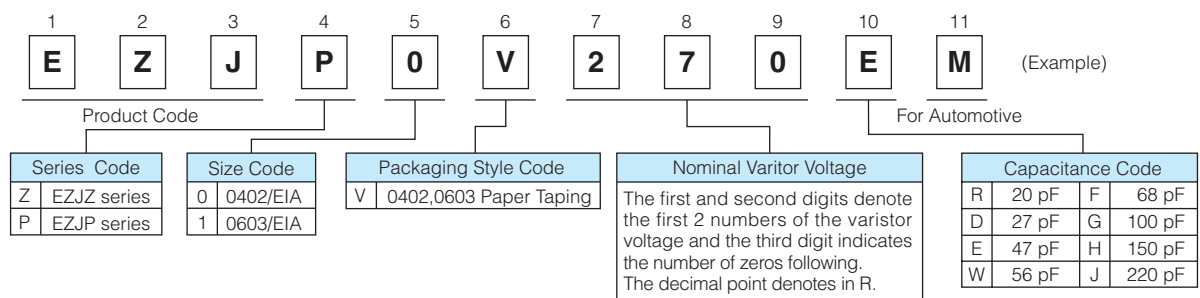 1 2 3 4 5 6 7 8 9 10 11
E Z J P 0 V 2 7 0 E M (Example)
Product Code For Automotive
Series Code
Z EZJZ series
P EZJP series
Size Code
0 0402/EIA
1 0603/EIA
Packaging Style Code
V 0402,0603 Paper Taping
Nominal Varitor Voltage
The first and second digits denote
the first 2 numbers of the varistor
voltage and the third digit indicates
the number of zeros following.
The decimal point denotes in R.
Capacitance Code
R 20 pF F 68 pF
D 27 pF G 100 pF
E 47 pF H 150 pF
W 56 pF J 220 pF